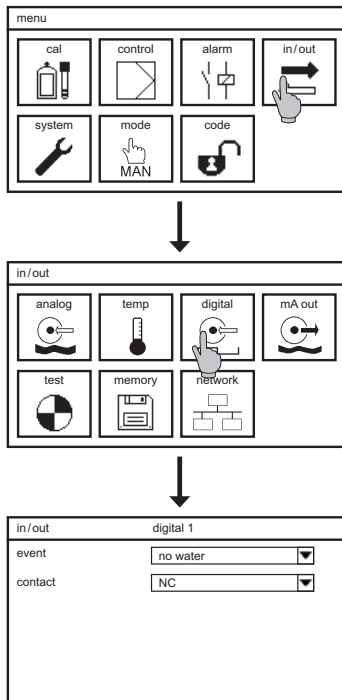 menu
cal control alarm in/out
system mode code
MAN
in/out
analog temp digital mA out
test memory network
in/out digital 1
event no water
contact NC